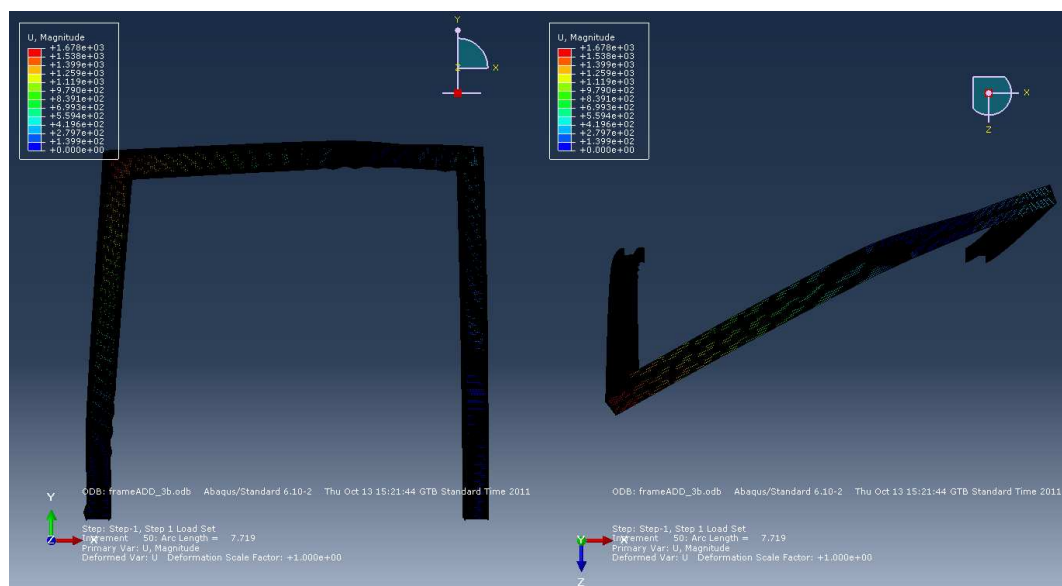 U, Magnitude
+1.678e+03
+1.538e+03
+1.399e+03
+1.259e+03
+1.119e+03
+9.790e+02
+8.391e+02
+6.993e+02
+5.594e+02
+4.196e+02
+2.797e+02
+1.399e+02
+0.000e+00
Y
Z
X
ODB: frameADD_3b.odb Abaqus/Standard 6.10-2 Thu Oct 13 15:21:44 GTB Standard Time 2011
Y
Z
X
Step: Step-1, Step 1 Load Set
Increment 50: Arc Length = 7.719
Primary Var: U, Magnitude
Deformed Var: U Deformation Scale Factor: +1.000e+00
U, Magnitude
+1.678e+03
+1.538e+03
+1.399e+03
+1.259e+03
+1.119e+03
+9.790e+02
+8.391e+02
+6.993e+02
+5.594e+02
+4.196e+02
+2.797e+02
+1.399e+02
+0.000e+00
X
Z
ODB: frameADD_3b.odb Abaqus/Standard 6.10-2 Thu Oct 13 15:21:44 GTB Standard Time 2011
Step: Step-1, Step 1 Load Set
Y
X
Increment 50: Arc Length = 7.719
Primary Var: U, Magnitude
Deformed Var: U Deformation Scale Factor: +1.000e+00
Z